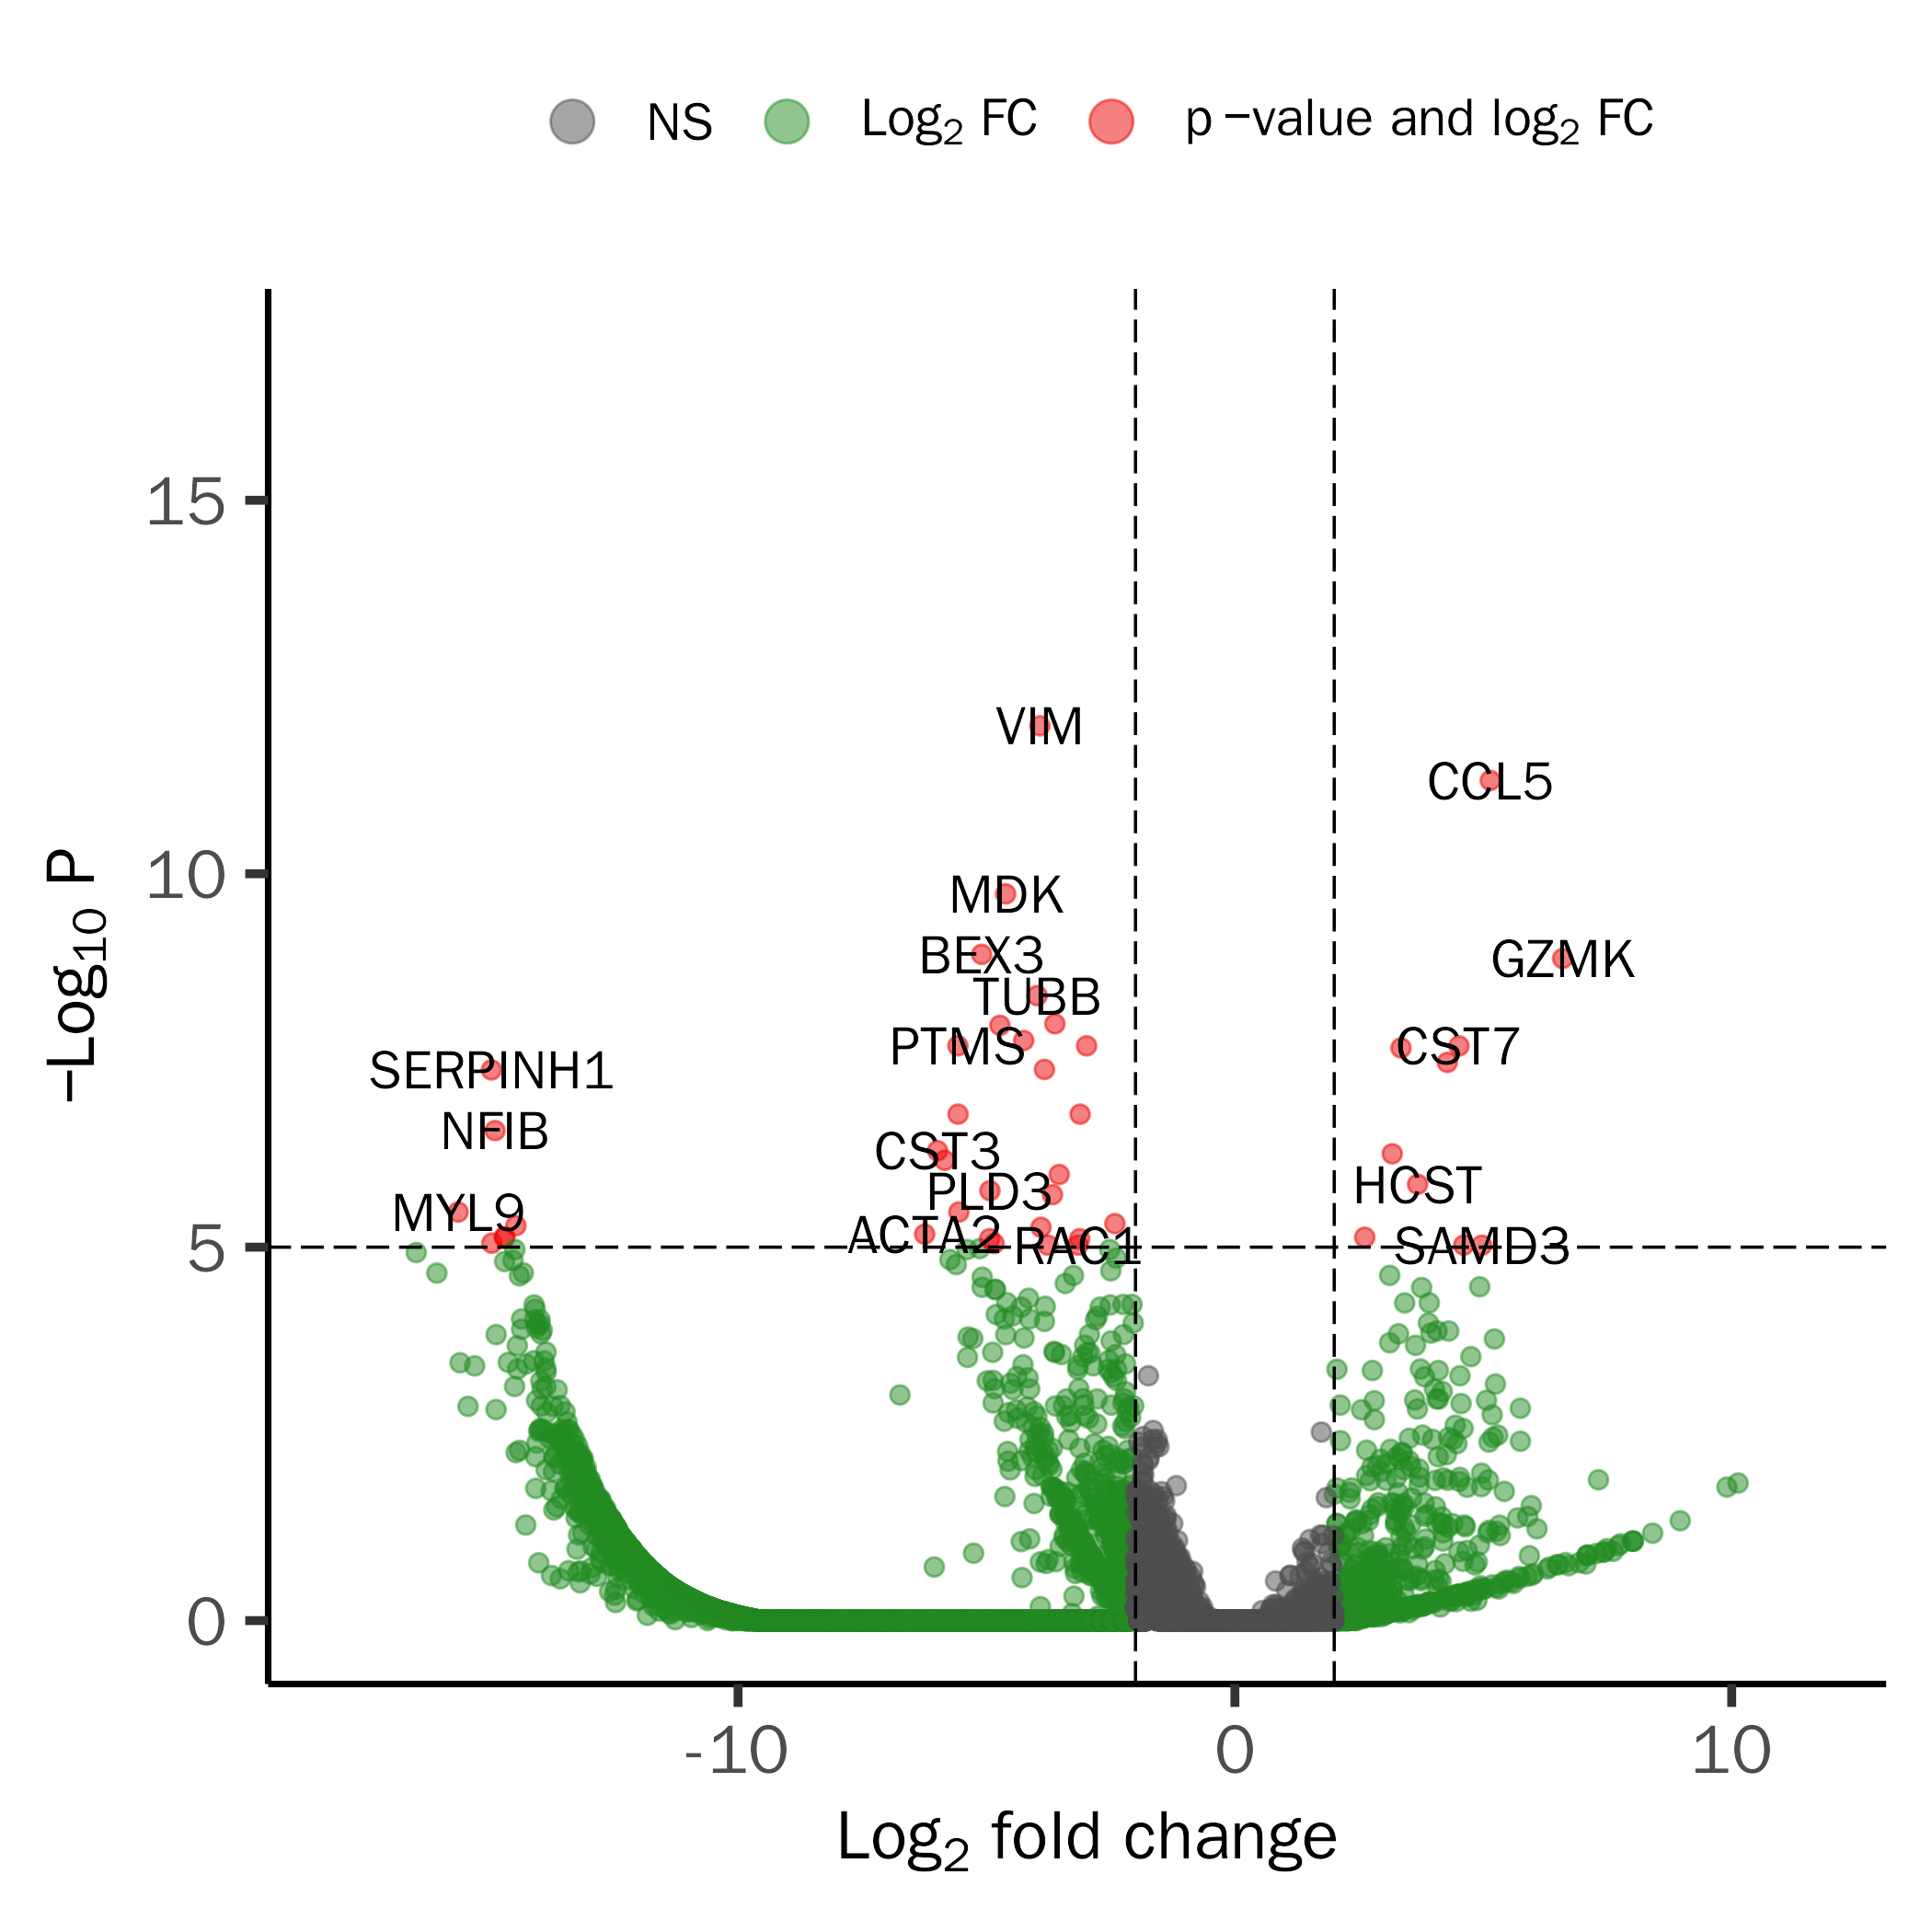 NS Log2 FC p −value and log2 FC
15
10
5
0
−Log10 P
VIM
CCL5
MDK
BEX3
GZMK
TUBB
PTMS
CST7
SERPINH1
NFIB
CST3
HCST
PLD3
MYL9
ACTA2
RAC1
SAMD3
-10 0 10
Log2 fold change